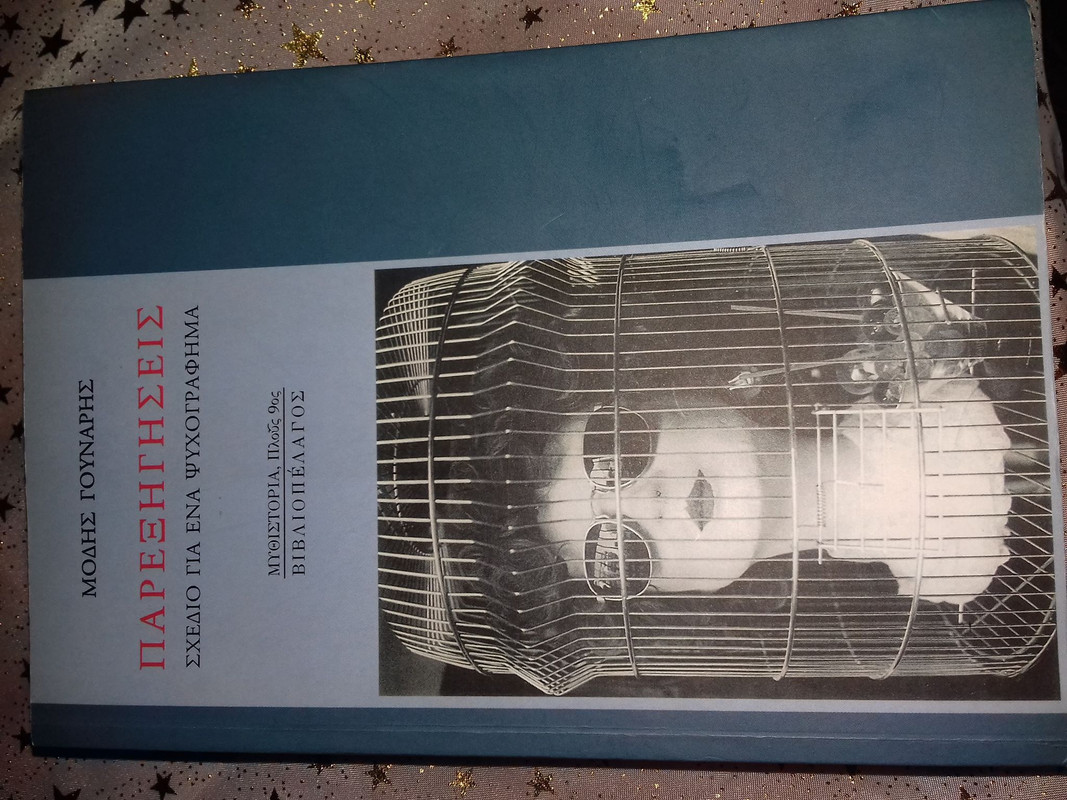 ΜΟΔΗΣ ΓΟΥΝΑΡΗΣ
ΠΑΡΕΞΗΓΗΣΕΙΣ
ΣΧΕΔΙΟ ΓΙΑ ΕΝΑ ΨΥΧΟΓΡΑΦΗΜΑ
ΜΥΘΙΣΤΟΡΙΑ, Πλοῦς 9ος
ΒΙΒΛΙΟΠΕΛΑΓΟΣ